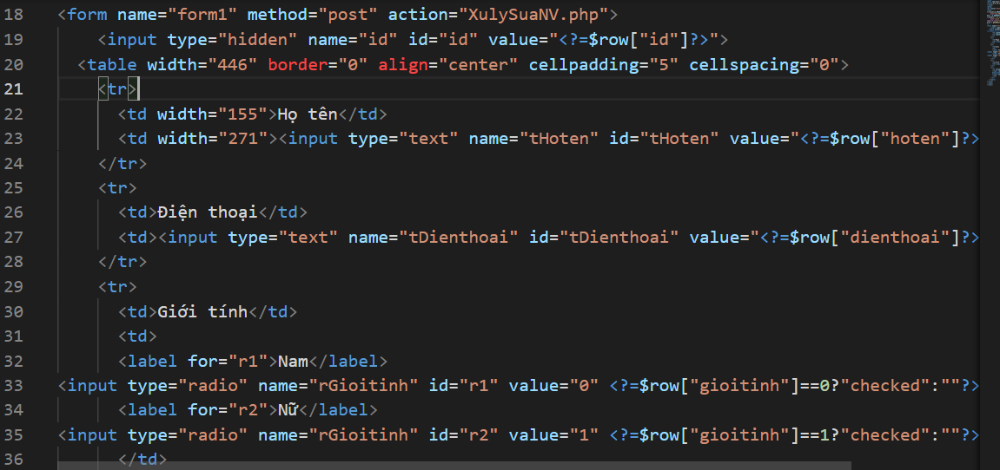 18 <form name="form1" method="post" action="XulySuaNV.php">
19 <input type="hidden" name="id" id="id" value="<?=$row["id"]?>">
20 <table width="446" border="0" align="center" cellpadding="5" cellspacing="0">
21 <tr>
22 <td width="155">Họ tên</td>
23 <td width="271"><input type="text" name="tHoten" id="tHoten" value="<?=$row["hoten"]?>
24 </tr>
25 <tr>
26 <td>Điện thoại</td>
27 <td><input type="text" name="tDienthoai" id="tDienthoai" value="<?=$row["dienthoai"]?>
28 </tr>
29 <tr>
30 <td>Giới tính</td>
31 <td>
32 <label for="r1">Nam</label>
33 <input type="radio" name="rGioitinh" id="r1" value="0" <?=$row["gioitinh"]==0?"checked":""?>
34 <label for="r2">Nữ</label>
35 <input type="radio" name="rGioitinh" id="r2" value="1" <?=$row["gioitinh"]==1?"checked":""?>
36 </td>